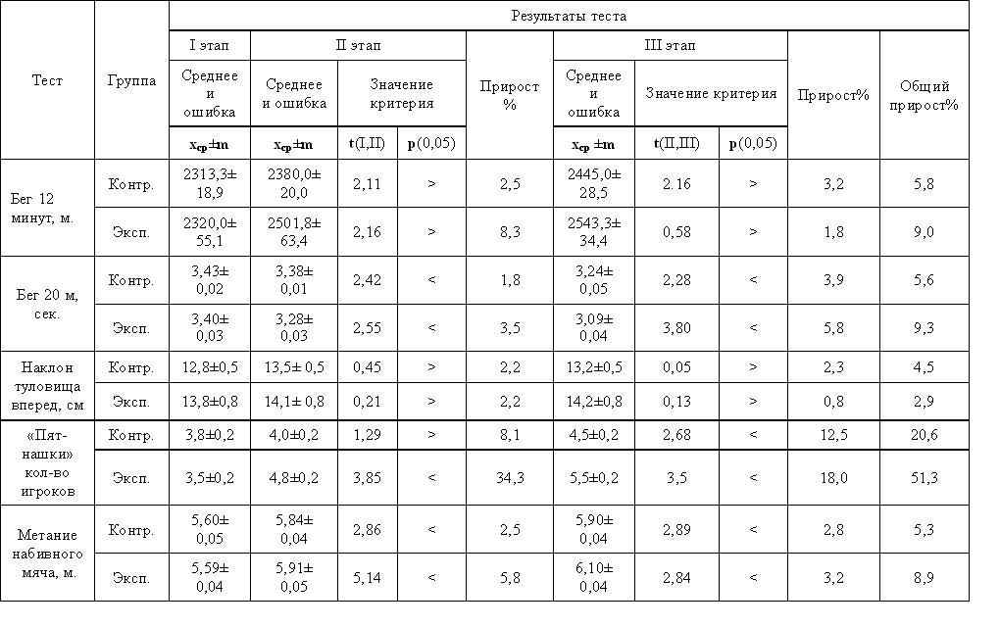 Результаты теста
I этап II этап III этап
Тест Группа Среднее и ошибка Среднее и ошибка Значение критерия Прирост % Среднее и ошибка Значение критерия Прирост% Общий прирост%
xср±m xср±m t(I,II) p(0,05) xср ±m t(II,III) p(0,05)
Бег 12 минут, м. Контр. 2313,3± 18,9 2380,0± 20,0 2,11 > 2,5 2445,0± 28,5 2.16 > 3,2 5,8
Эксп. 2320,0± 55,1 2501,8± 63,4 2,16 > 8,3 2543,3± 34,4 0,58 > 1,8 9,0
Бег 20 м, сек. Контр. 3,43± 0,02 3,38± 0,01 2,42 < 1,8 3,24± 0,05 2,28 < 3,9 5,6
Эксп. 3,40± 0,03 3,28± 0,03 2,55 < 3,5 3,09± 0,04 3,80 < 5,8 9,3
Наклон туловища вперед, см Контр. 12,8±0,5 13,5± 0,5 0,45 > 2,2 13,2±0,5 0,05 > 2,3 4,5
Эксп. 13,8±0,8 14,1± 0,8 0,21 > 2,2 14,2±0,8 0,13 > 0,8 2,9
«Пят- нашки» кол-во игроков Контр. 3,8±0,2 4,0±0,2 1,29 > 8,1 4,5±0,2 2,68 < 12,5 20,6
Эксп. 3,5±0,2 4,8±0,2 3,85 < 34,3 5,5±0,2 3,5 < 18,0 51,3
Метание набивного мяча, м. Контр. 5,60± 0,05 5,84± 0,04 2,86 < 2,5 5,90± 0,04 2,89 < 2,8 5,3
Эксп. 5,59± 0,04 5,91± 0,05 5,14 < 5,8 6,10± 0,04 2,84 < 3,2 8,9